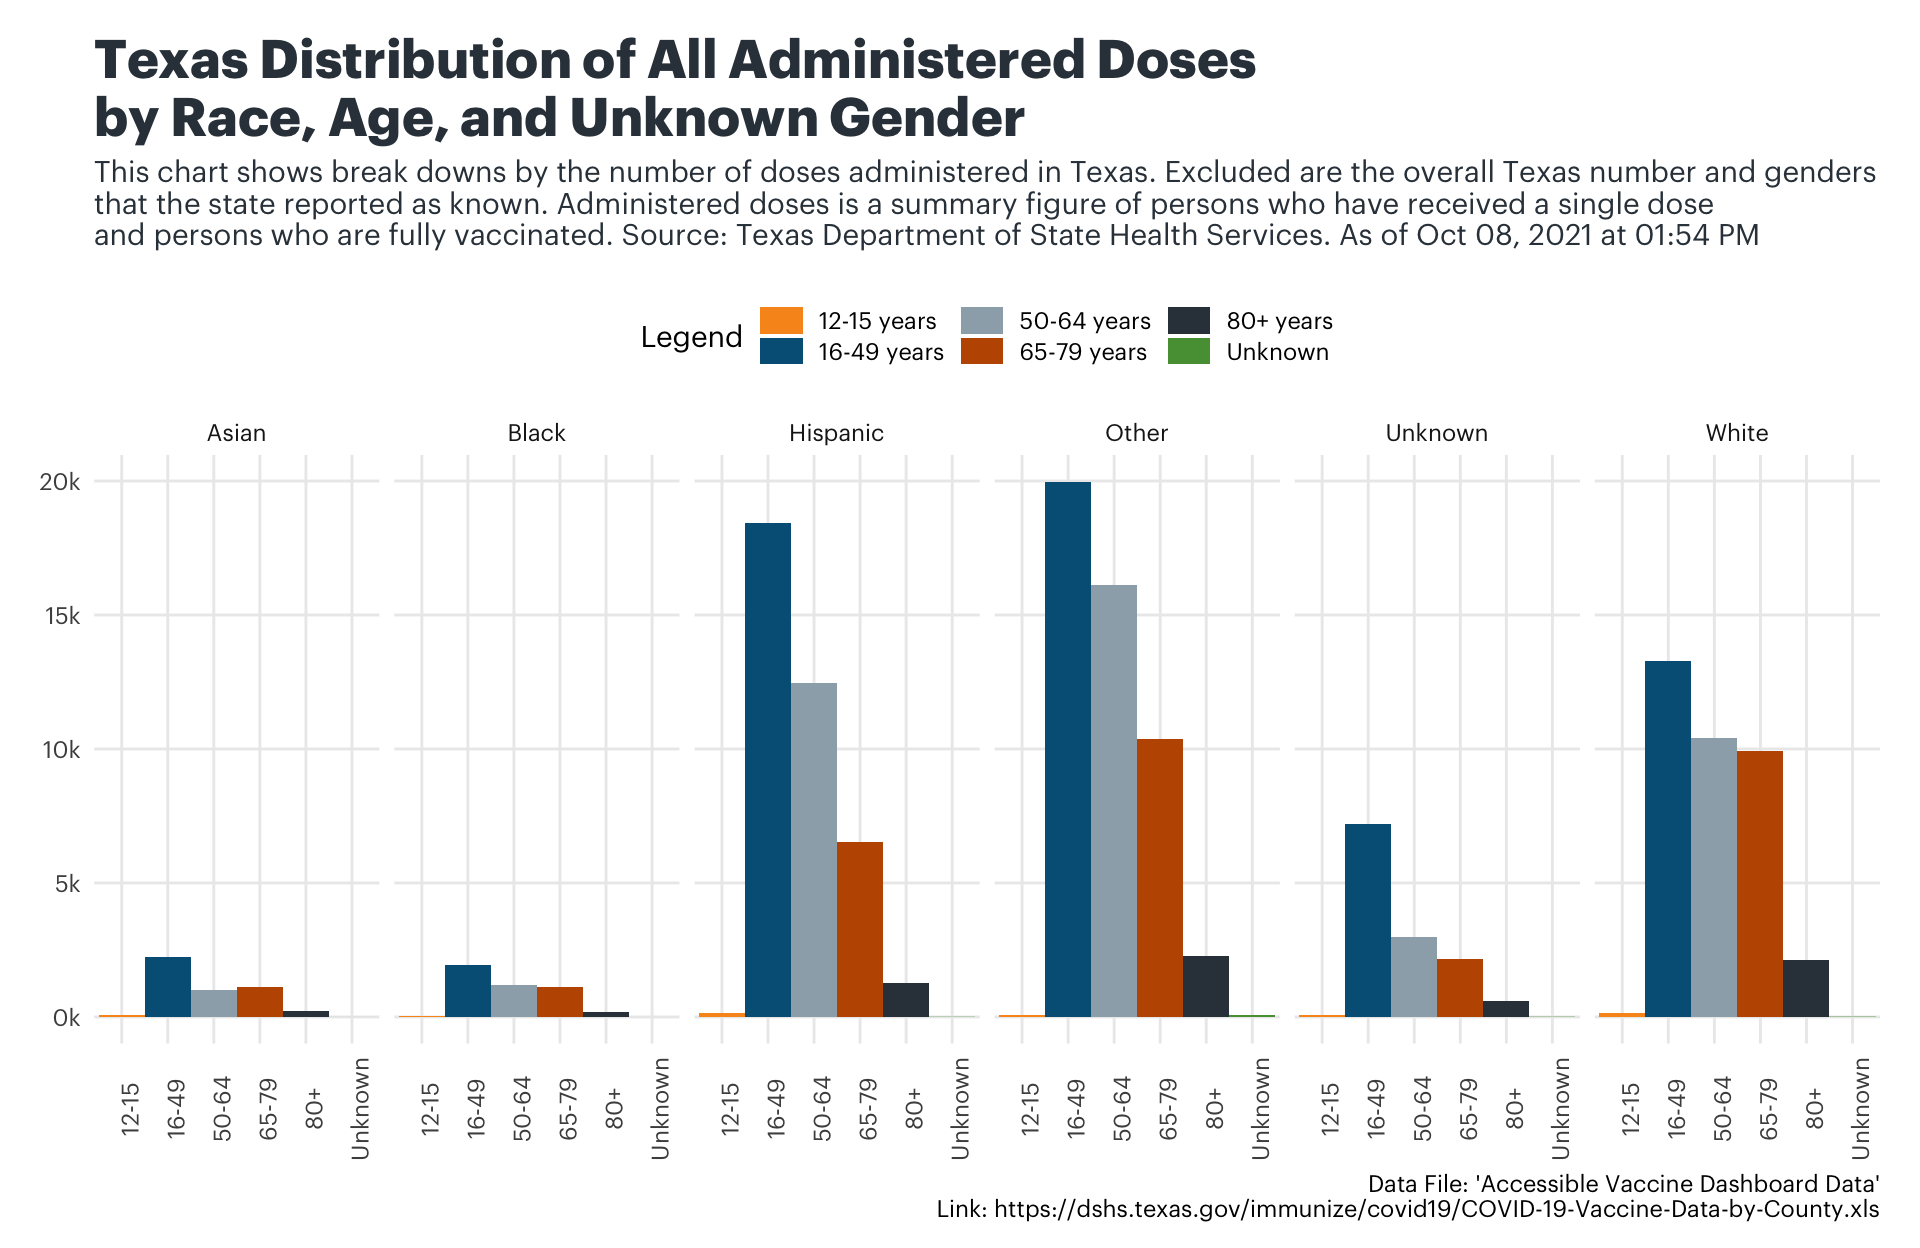 Texas Distribution of All Administered Doses
by Race, Age, and Unknown Gender
This chart shows break downs by the number of doses administered in Texas. Excluded are the overall Texas number and genders
that the state reported as known. Administered doses is a summary figure of persons who have received a single dose
and persons who are fully vaccinated. Source: Texas Department of State Health Services. As of Oct 08, 2021 at 01:54 PM
Legend
12-15 years
50-64 years
80+ years
16-49 years
65-79 years
Unknown
Asian
Black
Hispanic
Other
Unknown
White
20k
15k
10k
5k
0k
12-15
16-49
50-64
65-79
80+
Unknown
12-15
16-49
50-64
65-79
80+
Unknown
12-15
16-49
50-64
65-79
80+
Unknown
12-15
16-49
50-64
65-79
80+
Unknown
12-15
16-49
50-64
65-79
80+
Unknown
12-15
16-49
50-64
65-79
80+
Unknown
Data File: 'Accessible Vaccine Dashboard Data'
Link: https://dshs.texas.gov/immunize/covid19/COVID-19-Vaccine-Data-by-County.xls